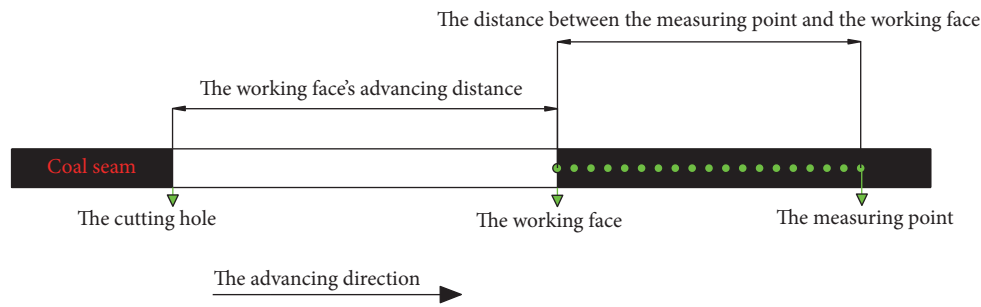 The distance between the measuring point and the working face
The working face's advancing distance
Coal seam
The cutting hole
The working face
The measuring point
The advancing direction